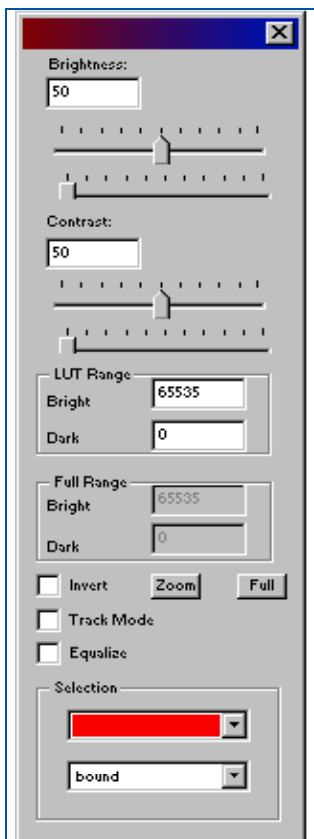 Brightness:
50
Contrast:
50
LUT Range
Bright 65535
Dark 0
Full Range
Bright 65535
Dark 0
Invert Zoom Full
Track Mode
Equalize
Selection
bound